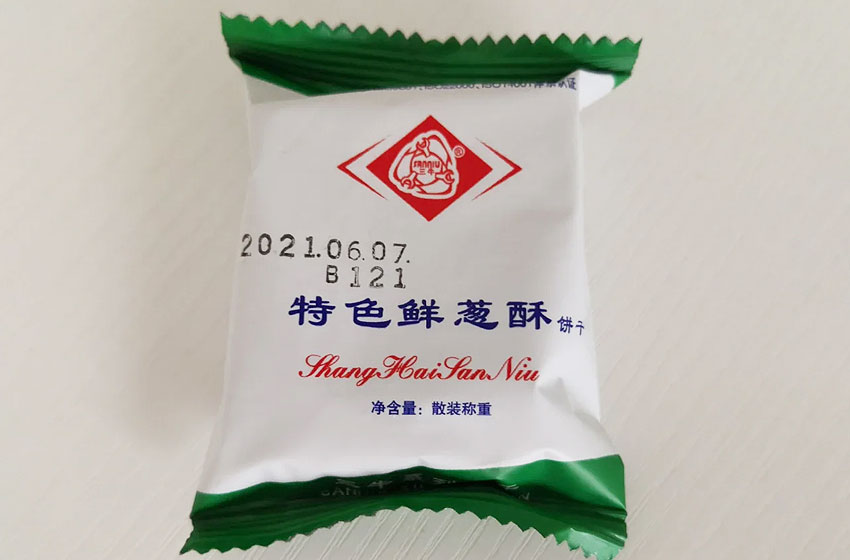 SANNIU
三牛
®
2021.06.07.
B121
特色鲜葱酥饼干
ShangHaiSanNiu
净含量：散装称重